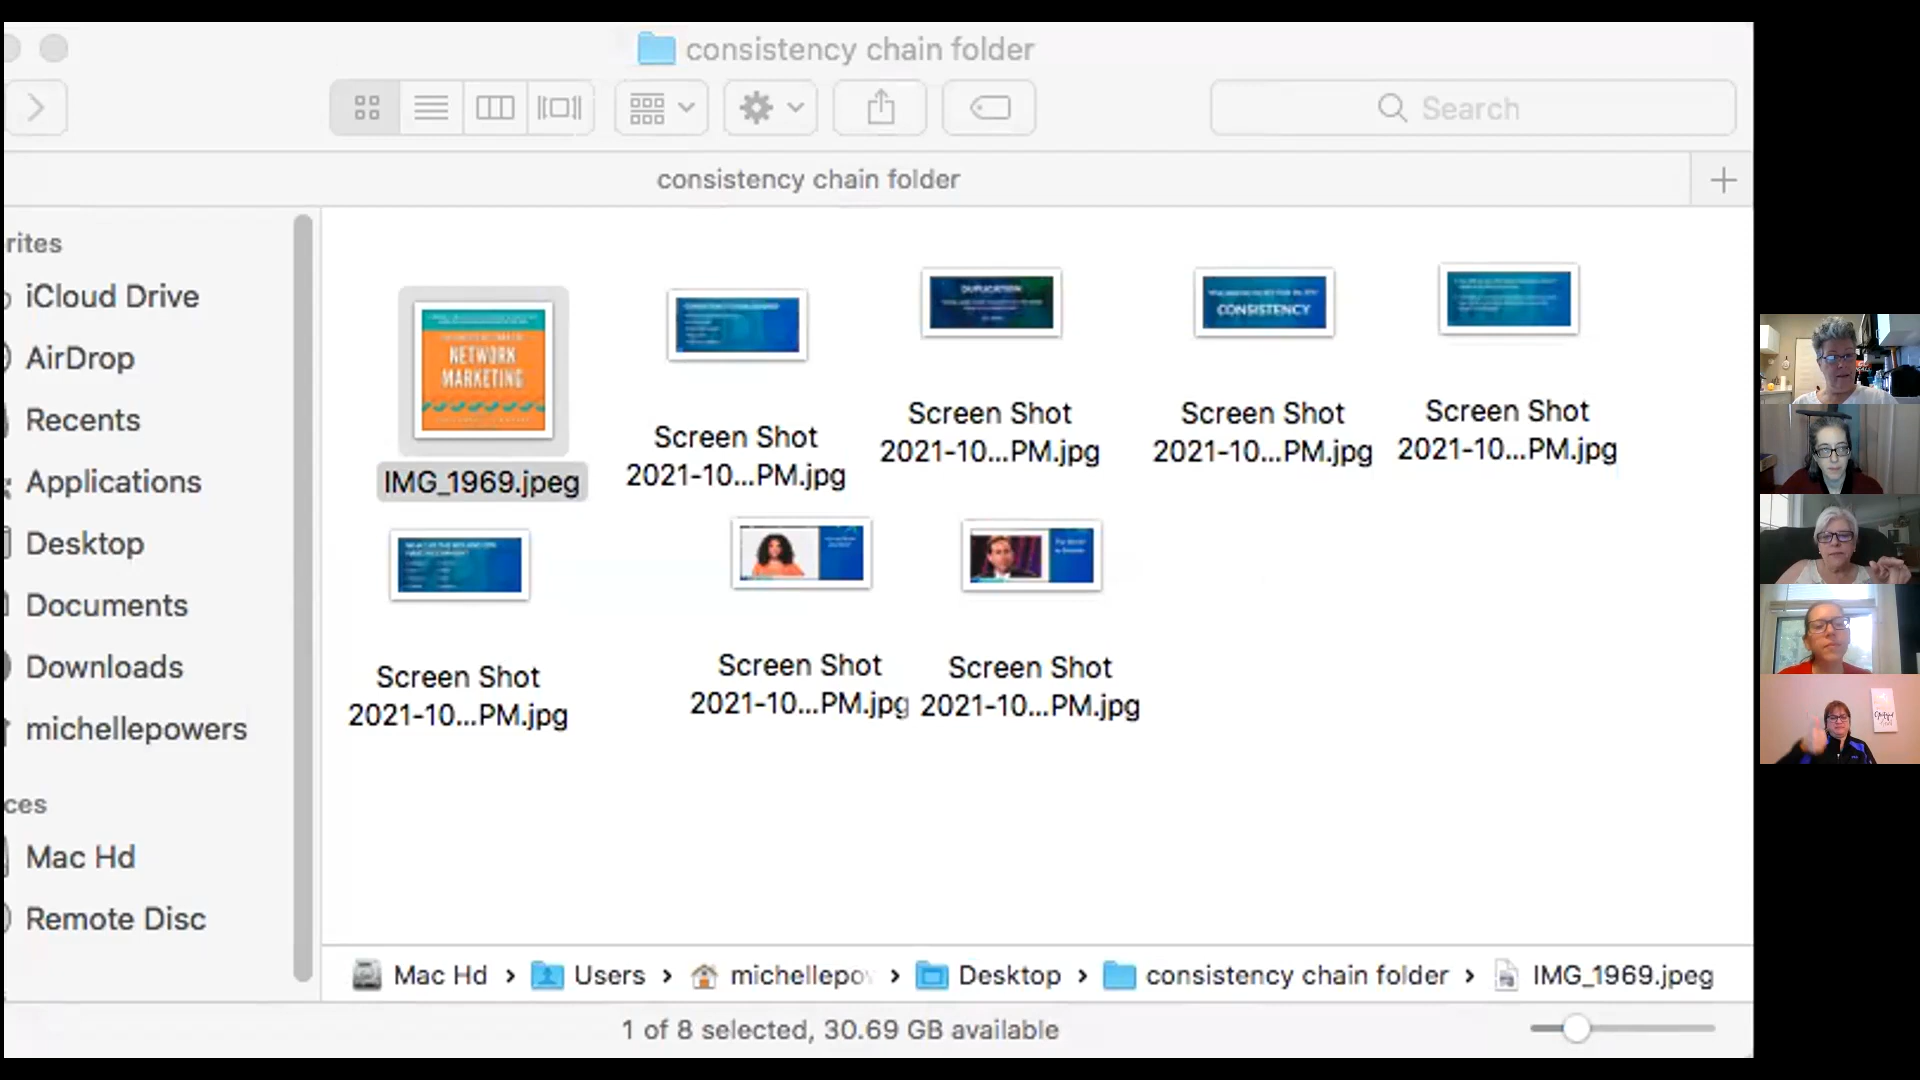 consistency chain folder
Search
consistency chain folder
rites
iCloud Drive
AirDrop
Recents
Applications
Desktop
Documents
Downloads
michellepowers
ces
Mac Hd
Remote Disc
NETWORK
MARKETING
IMG_1969.jpeg
Screen Shot
2021-10...PM.jpg
DUPLICATION
Screen Shot
2021-10...PM.jpg
CONSISTENCY
Screen Shot
2021-10...PM.jpg
Screen Shot
2021-10...PM.jpg
Screen Shot
2021-10...PM.jpg
Screen Shot
2021-10...PM.jpg
Screen Shot
2021-10...PM.jpg
Mac Hd › Users › michellepo › Desktop › consistency chain folder › IMG_1969.jpeg
1 of 8 selected, 30.69 GB available